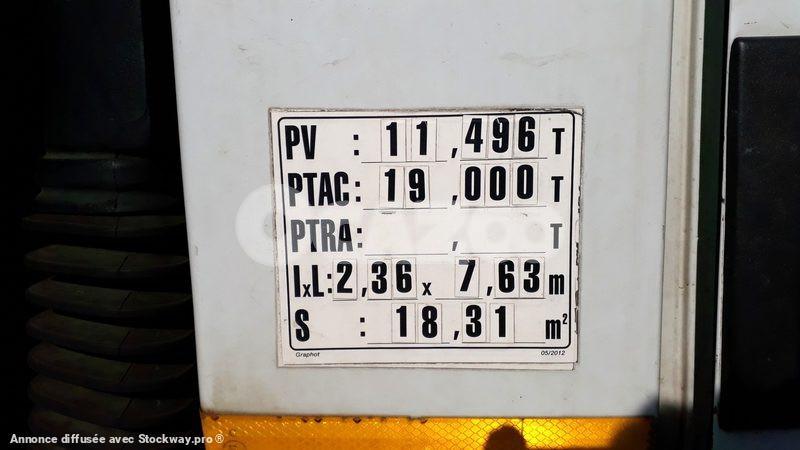 PV : 11,496 T
PTAC: 19,000 T
PTRA: , T
lxL: 2,36 x 7,63 m
S : 18,31 m²
Graphot 05/2012
Annonce diffusée avec Stockway.pro®